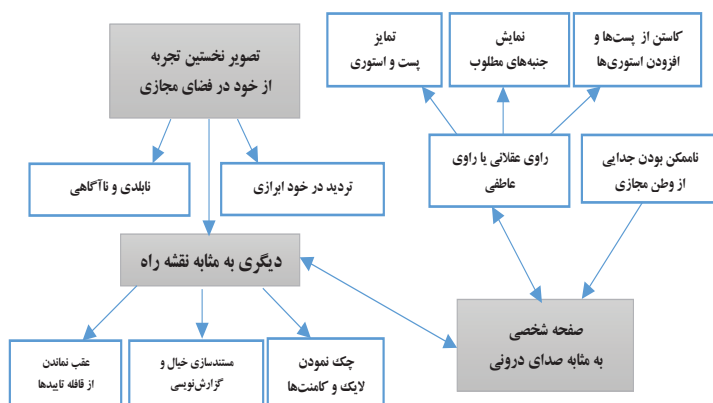 کاستن از پست‌ها و
افزودن استوری‌ها
نمایش
جنبه‌های مطلوب
تمایز
پست و استوری
تصویر نخستین تجربه
از خود در فضای مجازی
ناممکن بودن جدایی
از وطن مجازی
راوی عقلانی یا راوی
عاطفی
تردید در خود ابرازی
نابلدی و ناآگاهی
دیگری به مثابه نقشه راه
صفحه شخصی
به مثابه صدای درونی
چک نمودن
لایک و کامنت‌ها
مستندسازی خیال و
گزارش‌نویسی
عقب نماندن
از قافله تاییدها